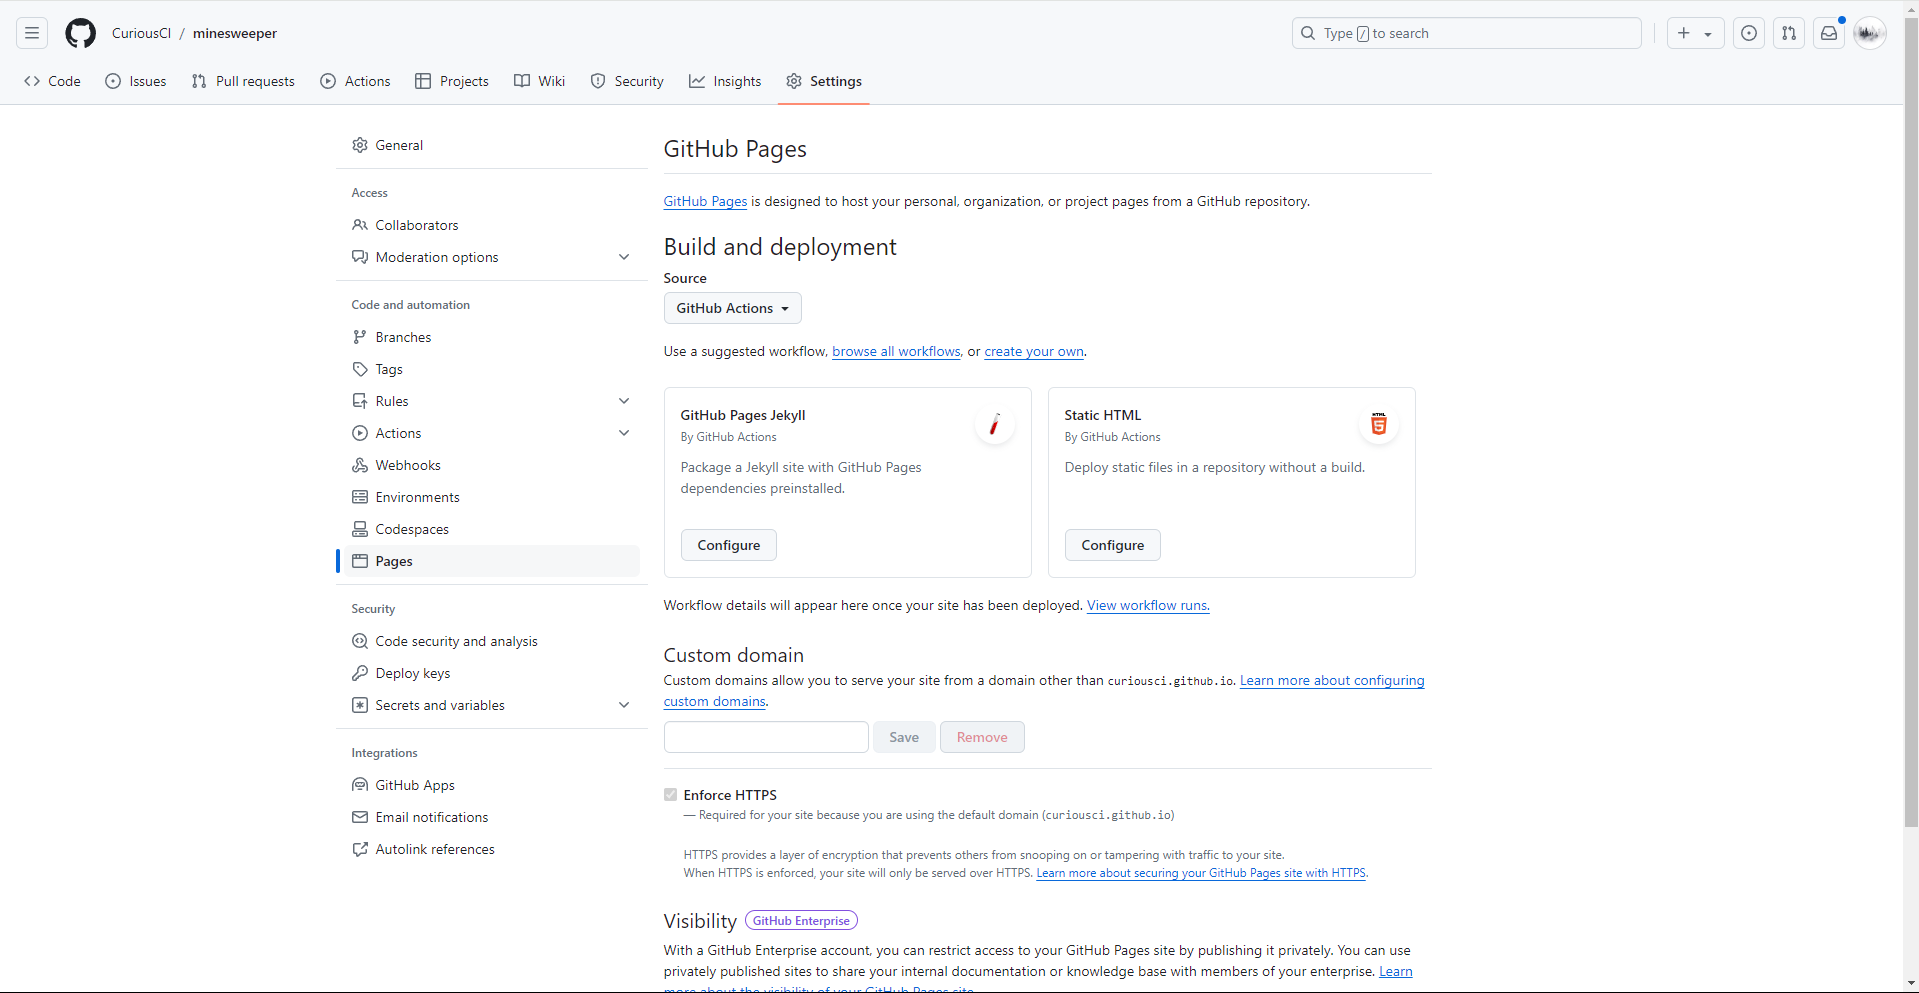 CuriousCI / minesweeper
Type / to search
Code
Issues
Pull requests
Actions
Projects
Wiki
Security
Insights
Settings
General
Access
Collaborators
Moderation options
Code and automation
Branches
Tags
Rules
Actions
Webhooks
Environments
Codespaces
Pages
Security
Code security and analysis
Deploy keys
Secrets and variables
Integrations
GitHub Apps
Email notifications
Autolink references
GitHub Pages
GitHub Pages is designed to host your personal, organization, or project pages from a GitHub repository.
Build and deployment
Source
GitHub Actions
Use a suggested workflow, browse all workflows, or create your own.
GitHub Pages Jekyll
By GitHub Actions
Package a Jekyll site with GitHub Pages
dependencies preinstalled.
Configure
Static HTML
By GitHub Actions
HTML
5
Deploy static files in a repository without a build.
Configure
Workflow details will appear here once your site has been deployed. View workflow runs.
Custom domain
Custom domains allow you to serve your site from a domain other than curiousci.github.io. Learn more about configuring
custom domains.
Save
Remove
Enforce HTTPS
— Required for your site because you are using the default domain (curiousci.github.io)
HTTPS provides a layer of encryption that prevents others from snooping on or tampering with traffic to your site.
When HTTPS is enforced, your site will only be served over HTTPS. Learn more about securing your GitHub Pages site with HTTPS.
Visibility GitHub Enterprise
With a GitHub Enterprise account, you can restrict access to your GitHub Pages site by publishing it privately. You can use
privately published sites to share your internal documentation or knowledge base with members of your enterprise. Learn
more about the visibility of your GitHub Pages site.